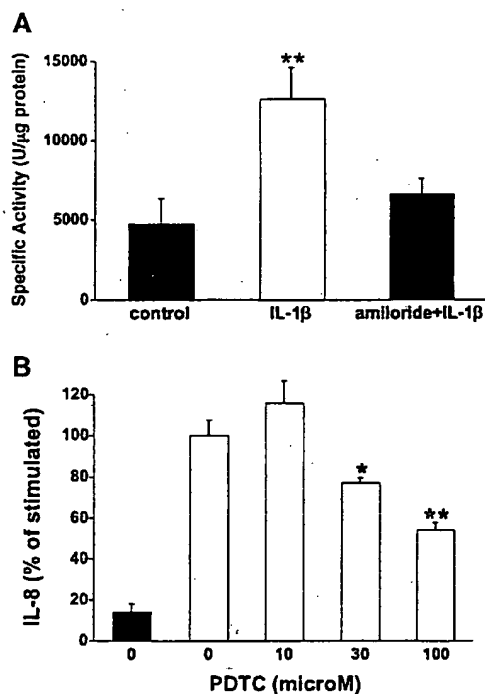 A
Specific Activity (U/µg protein)
15000
10000
5000
0
**
control
IL-1β
amiloride+IL-1β
B
IL-8 (% of stimulated)
120
100
80
60
40
20
0
*
**
0
0
10
30
100
PDTC (microM)